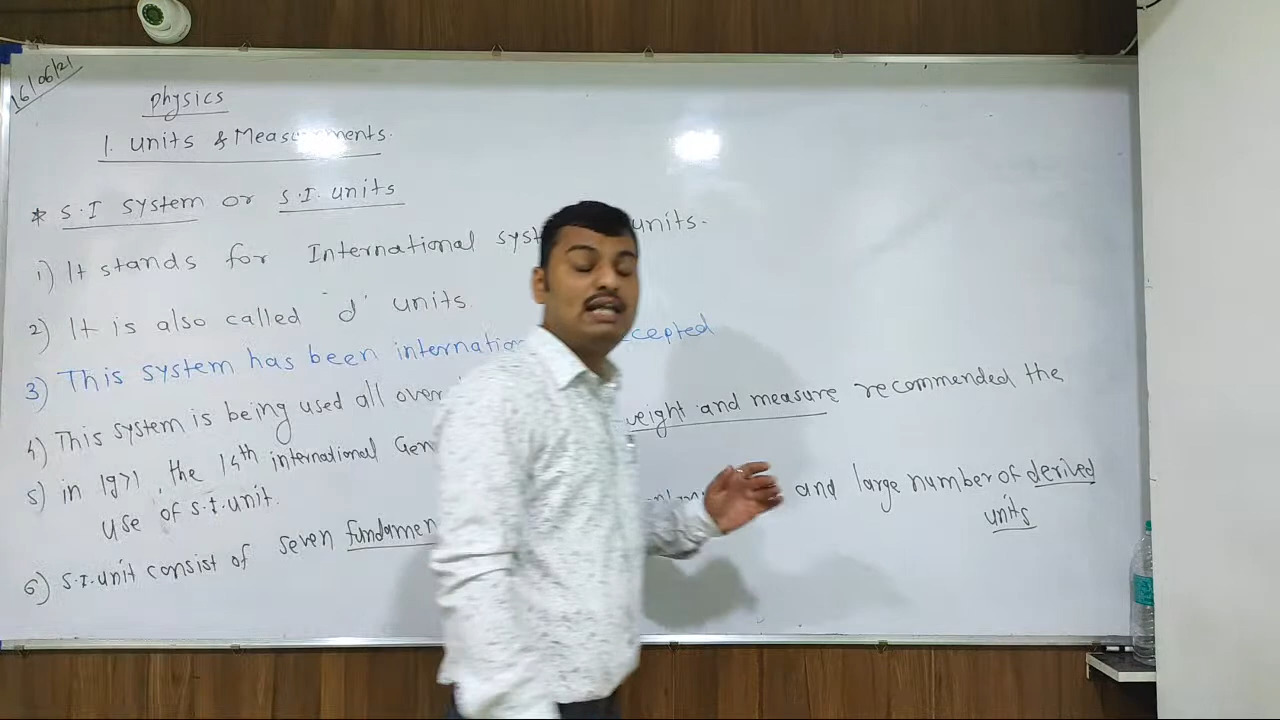 16/06/21
physics
1. units & Measurements.
* S.I system or S.I. units
1) It stands for International syst units.
2) It is also called 'd' units.
3) This system has been internatio cepted
4) This system is being used all over
5) in 1971, the 14th international Gen weight and measure recommended the
use of S.I. unit.
6) S.I. unit consist of seven fundamen and large number of derived
units